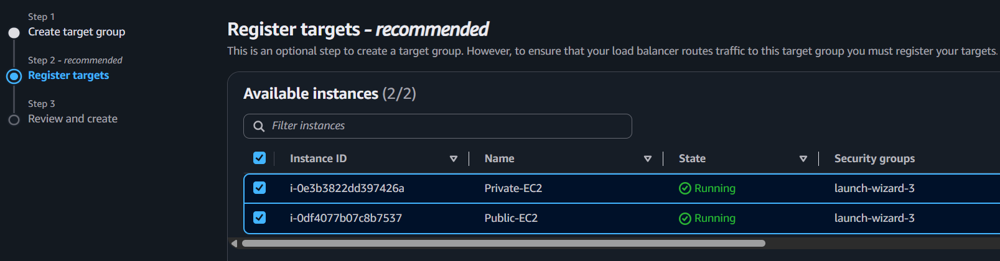 Step 1
Create target group
Step 2 - recommended
Register targets
Step 3
Review and create
Register targets - recommended
This is an optional step to create a target group. However, to ensure that your load balancer routes traffic to this target group you must register your targets.
Available instances (2/2)
Filter instances
Instance ID Name State Security groups
i-0e3b3822dd397426a Private-EC2 Running launch-wizard-3
i-0df4077b07c8b7537 Public-EC2 Running launch-wizard-3